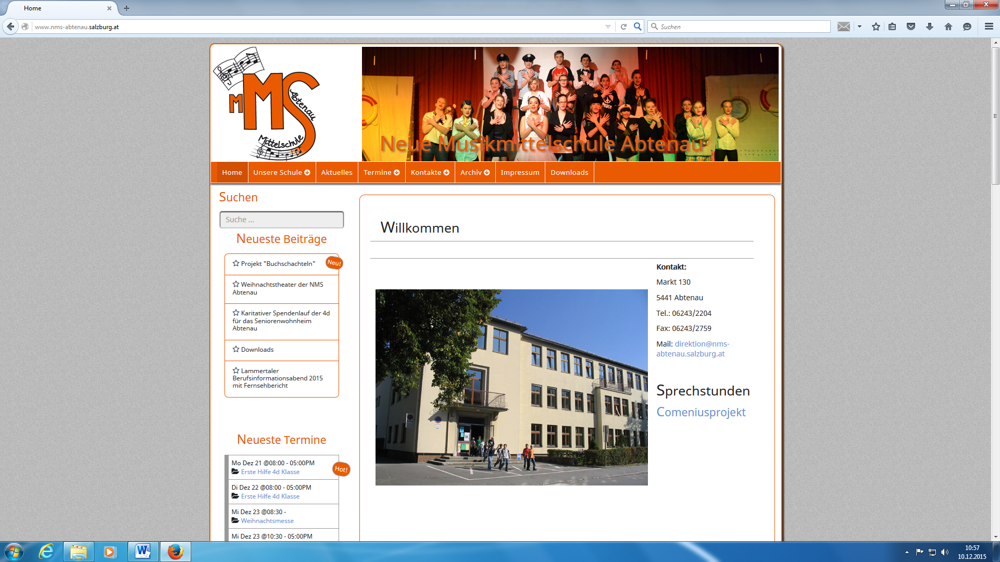 Home
www.nms-abtenau.salzburg.at
Suchen
M MS
Abtenau
Mittelschule
Peace
Neue Musikmittelschule Abtenau
Home
Unsere Schule
Aktuelles
Termine
Kontakte
Archiv
Impressum
Downloads
Suchen
Suche ...
Neueste Beiträge
Projekt "Buchschachteln"
Neu!
Weihnachtstheater der NMS
Abtenau
Karitativer Spendenlauf der 4d
für das Seniorenwohnheim
Abtenau
Downloads
Lammertaler
Berufsinformationsabend 2015
mit Fernsehbericht
Neueste Termine
Mo Dez 21 @08:00 - 05:00PM
Erste Hilfe 4d Klasse
Hot!
Di Dez 22 @08:00 - 05:00PM
Erste Hilfe 4d Klasse
Mi Dez 23 @08:30 -
Weihnachtsmesse
Mi Dez 23 @10:30 - 05:00PM
Willkommen
Kontakt:
Markt 130
5441 Abtenau
Tel.: 06243/2204
Fax: 06243/2759
Mail: direktion@nms-
abtenau.salzburg.at
Sprechstunden
Comeniusprojekt
10:57
10.12.2015